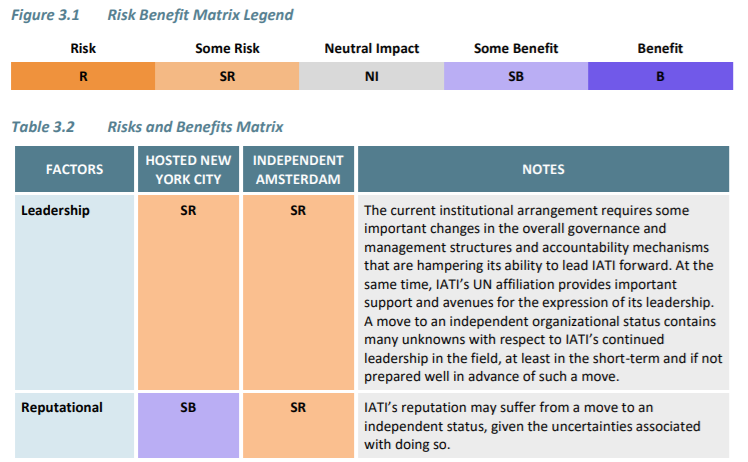 Figure 3.1 Risk Benefit Matrix Legend
Risk Some Risk Neutral Impact Some Benefit Benefit
R SR NI SB B
Table 3.2 Risks and Benefits Matrix
FACTORS
HOSTED NEW
YORK CITY
INDEPENDENT
AMSTERDAM
NOTES
Leadership
SR
SR
The current institutional arrangement requires some
important changes in the overall governance and
management structures and accountability mechanisms
that are hampering its ability to lead IATI forward. At the
same time, IATI’s UN affiliation provides important
support and avenues for the expression of its leadership.
A move to an independent organizational status contains
many unknowns with respect to IATI’s continued
leadership in the field, at least in the short-term and if not
prepared well in advance of such a move.
Reputational
SB
SR
IATI’s reputation may suffer from a move to an
independent status, given the uncertainties associated
with doing so.